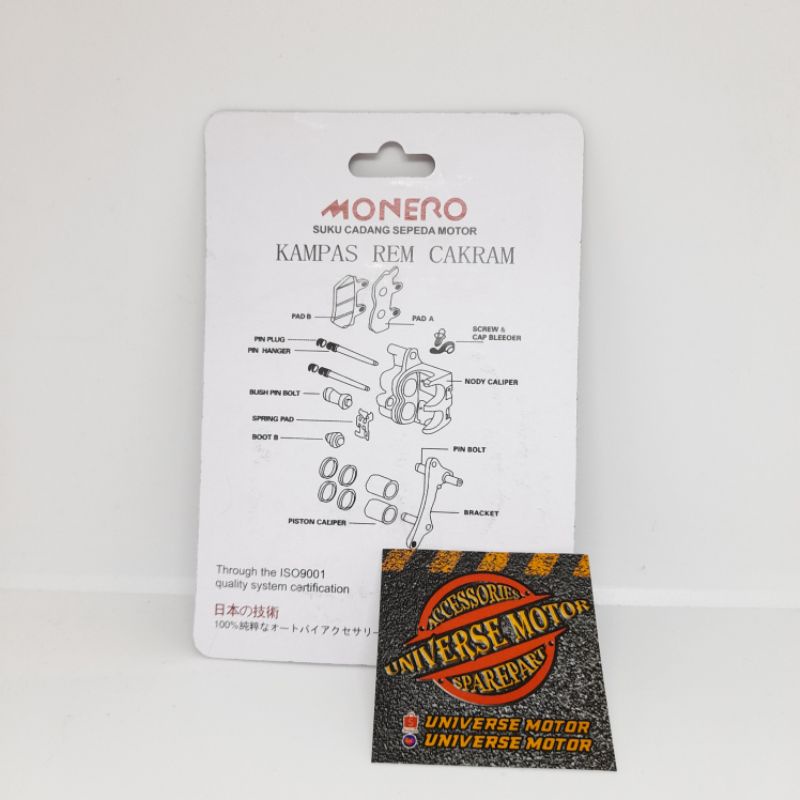 MONERO
SUKU CADANG SEPEDA MOTOR
KAMPAS REM CAKRAM
PAD B
PAD A
SCREW &
CAP BLEEOER
PIN PLUG
PIN HANGER
NODY CALIPER
BUSH PIN BOLT
SPRING PAD
BOOT B
PIN BOLT
BRACKET
PISTON CALIPER
Through the ISO9001
quality system certification
日本の技術
100%純粋なオートバイアクセサリー
ACCESSORIES
UNIVERSE MOTOR
SPAREPART
UNIVERSE MOTOR
UNIVERSE MOTOR